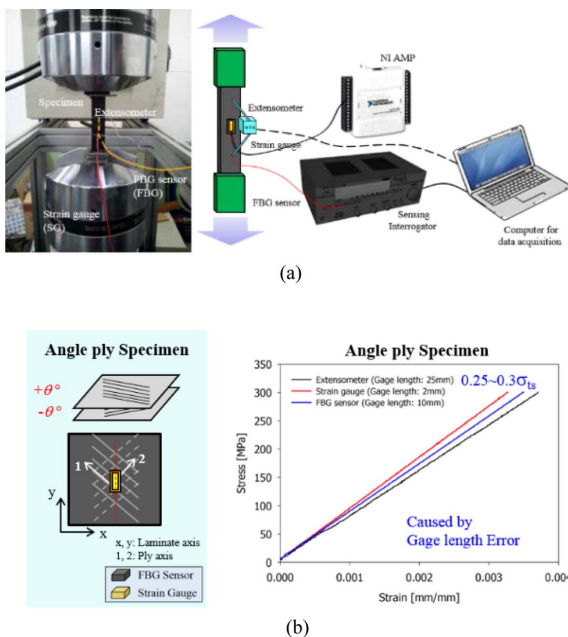 Specimen
Extensometer
FBG sensor
(FBG)
Strain gauge
(SG)
Extensometer
Strain gauge
FBG sensor
NI AMP
Sensing
Interrogator
Computer for
data acquisition
(a)
Angle ply Specimen
+θ°
-θ°
1
2
y
x
x, y: Laminate axis
1, 2: Ply axis
FBG Sensor
Strain Gauge
Angle ply Specimen
Extensometer (Gage length: 25mm)
Strain gauge (Gage length: 2mm)
FBG sensor (Gage length: 10mm)
0.25~0.3σts
Caused by
Gage length Error
Stress [MPa]
350
300
250
200
150
100
50
0
0.000
0.001
0.002
0.003
0.004
Strain [mm/mm]
(b)